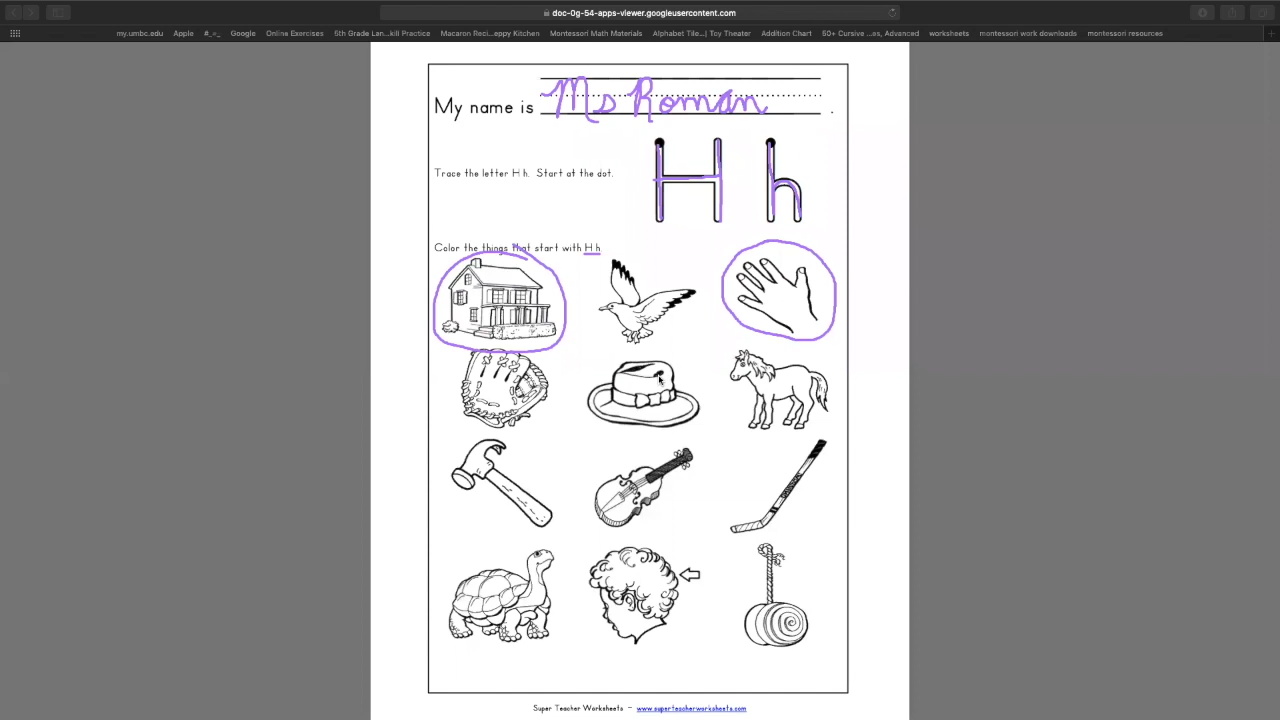 doc-0g-54-apps-viewer.googleusercontent.com
my.umbc.edu Apple #_=_ Google Online Exercises 6th Grade Lan...kill Practice Macaron Reci...eppy Kitchen Montessori Math Materials Alphabet Tile...| Toy Theater Addition Chart 50+ Cursive ...es, Advanced worksheets montessori work downloads montessori resources
My name is Ms Roman .
H h
Trace the letter H h. Start at the dot.
Color the things that start with H h.
Super Teacher Worksheets - www.superteacherworksheets.com